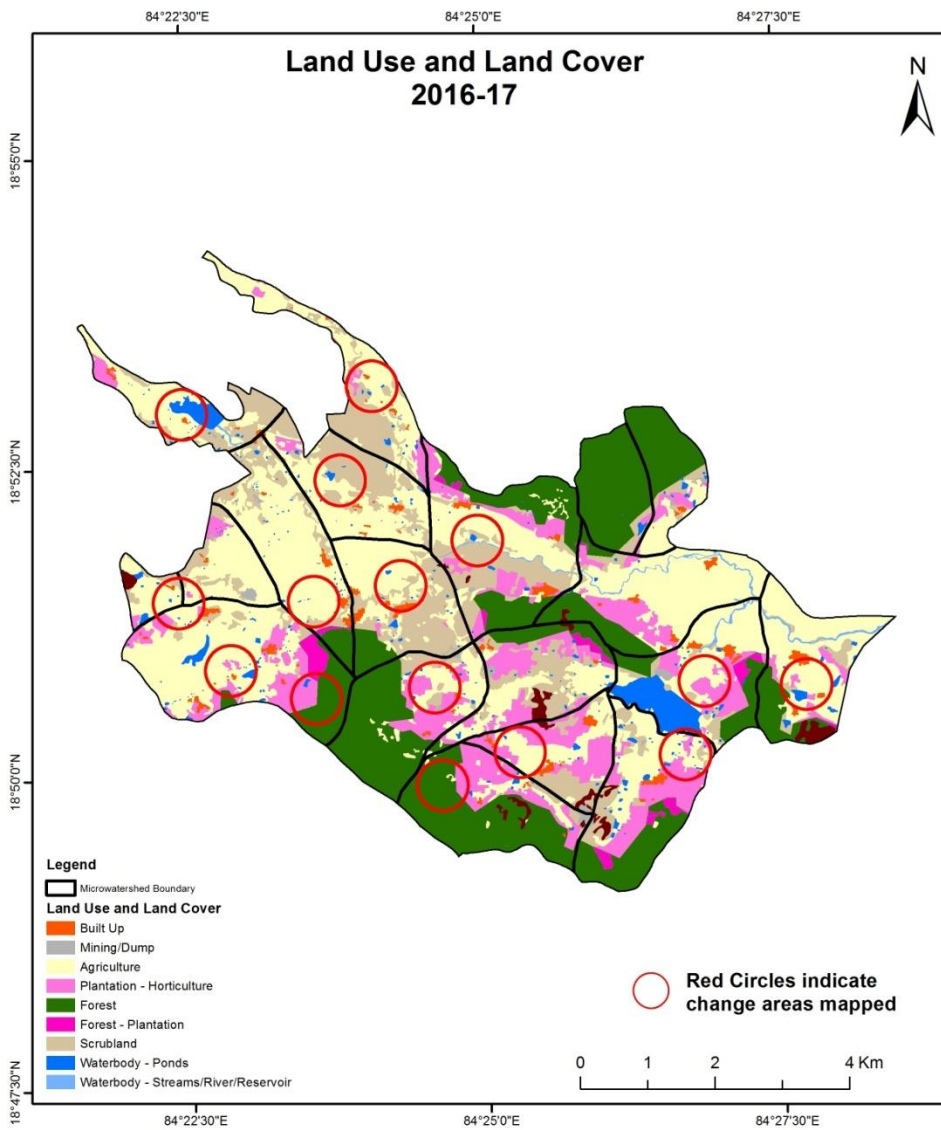 84°22'30"E 84°25'0"E 84°27'30"E
Land Use and Land Cover
2016-17
N
18°55'0"N
18°52'30"N
18°50'0"N
18°47'30"N
Legend
Microwatershed Boundary
Land Use and Land Cover
Built Up
Mining/Dump
Agriculture
Plantation - Horticulture
Forest
Forest - Plantation
Scrubland
Waterbody - Ponds
Waterbody - Streams/River/Reservoir
Red Circles indicate
change areas mapped
0 1 2 4 Km
84°22'30"E 84°25'0"E 84°27'30"E